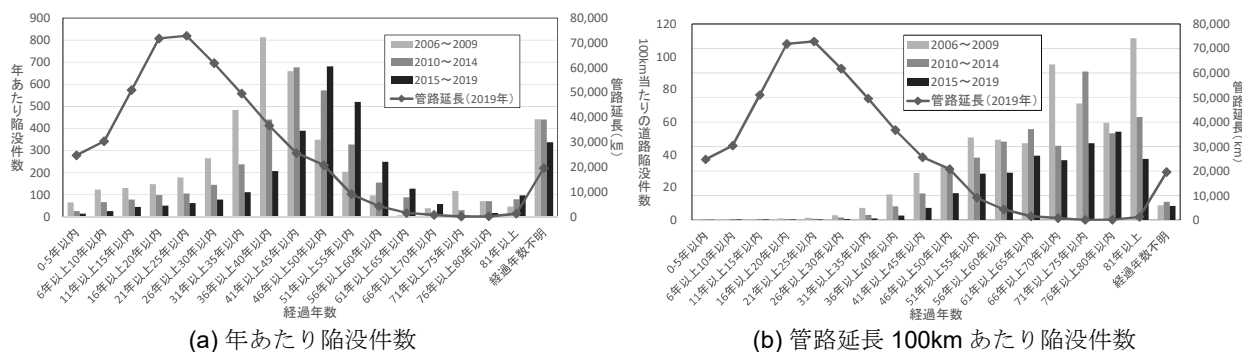 900
800
700
600
500
400
300
200
100
0
年あたり陥没件数
2006～2009
2010～2014
2015～2019
管路延長(2019年)
80,000
70,000
60,000
50,000
40,000
30,000
20,000
10,000
0
管路延長(km)
0-5年以内
6年以上10年以内
11年以上15年以内
16年以上20年以内
21年以上25年以内
26年以上30年以内
31年以上35年以内
36年以上40年以内
41年以上45年以内
46年以上50年以内
51年以上55年以内
56年以上60年以内
61年以上65年以内
66年以上70年以内
71年以上75年以内
76年以上80年以内
81年以上
経過年数不明
経過年数
(a) 年あたり陥没件数
120
100
80
60
40
20
0
100km当たりの道路陥没件数
2006～2009
2010～2014
2015～2019
管路延長(2019年)
80,000
70,000
60,000
50,000
40,000
30,000
20,000
10,000
0
管路延長(km)
0-5年以内
6年以上10年以内
11年以上15年以内
16年以上20年以内
21年以上25年以内
26年以上30年以内
31年以上35年以内
36年以上40年以内
41年以上45年以内
46年以上50年以内
51年以上55年以内
56年以上60年以内
61年以上65年以内
66年以上70年以内
71年以上75年以内
76年以上80年以内
81年以上
経過年数不明
経過年数
(b) 管路延長 100km あたり陥没件数